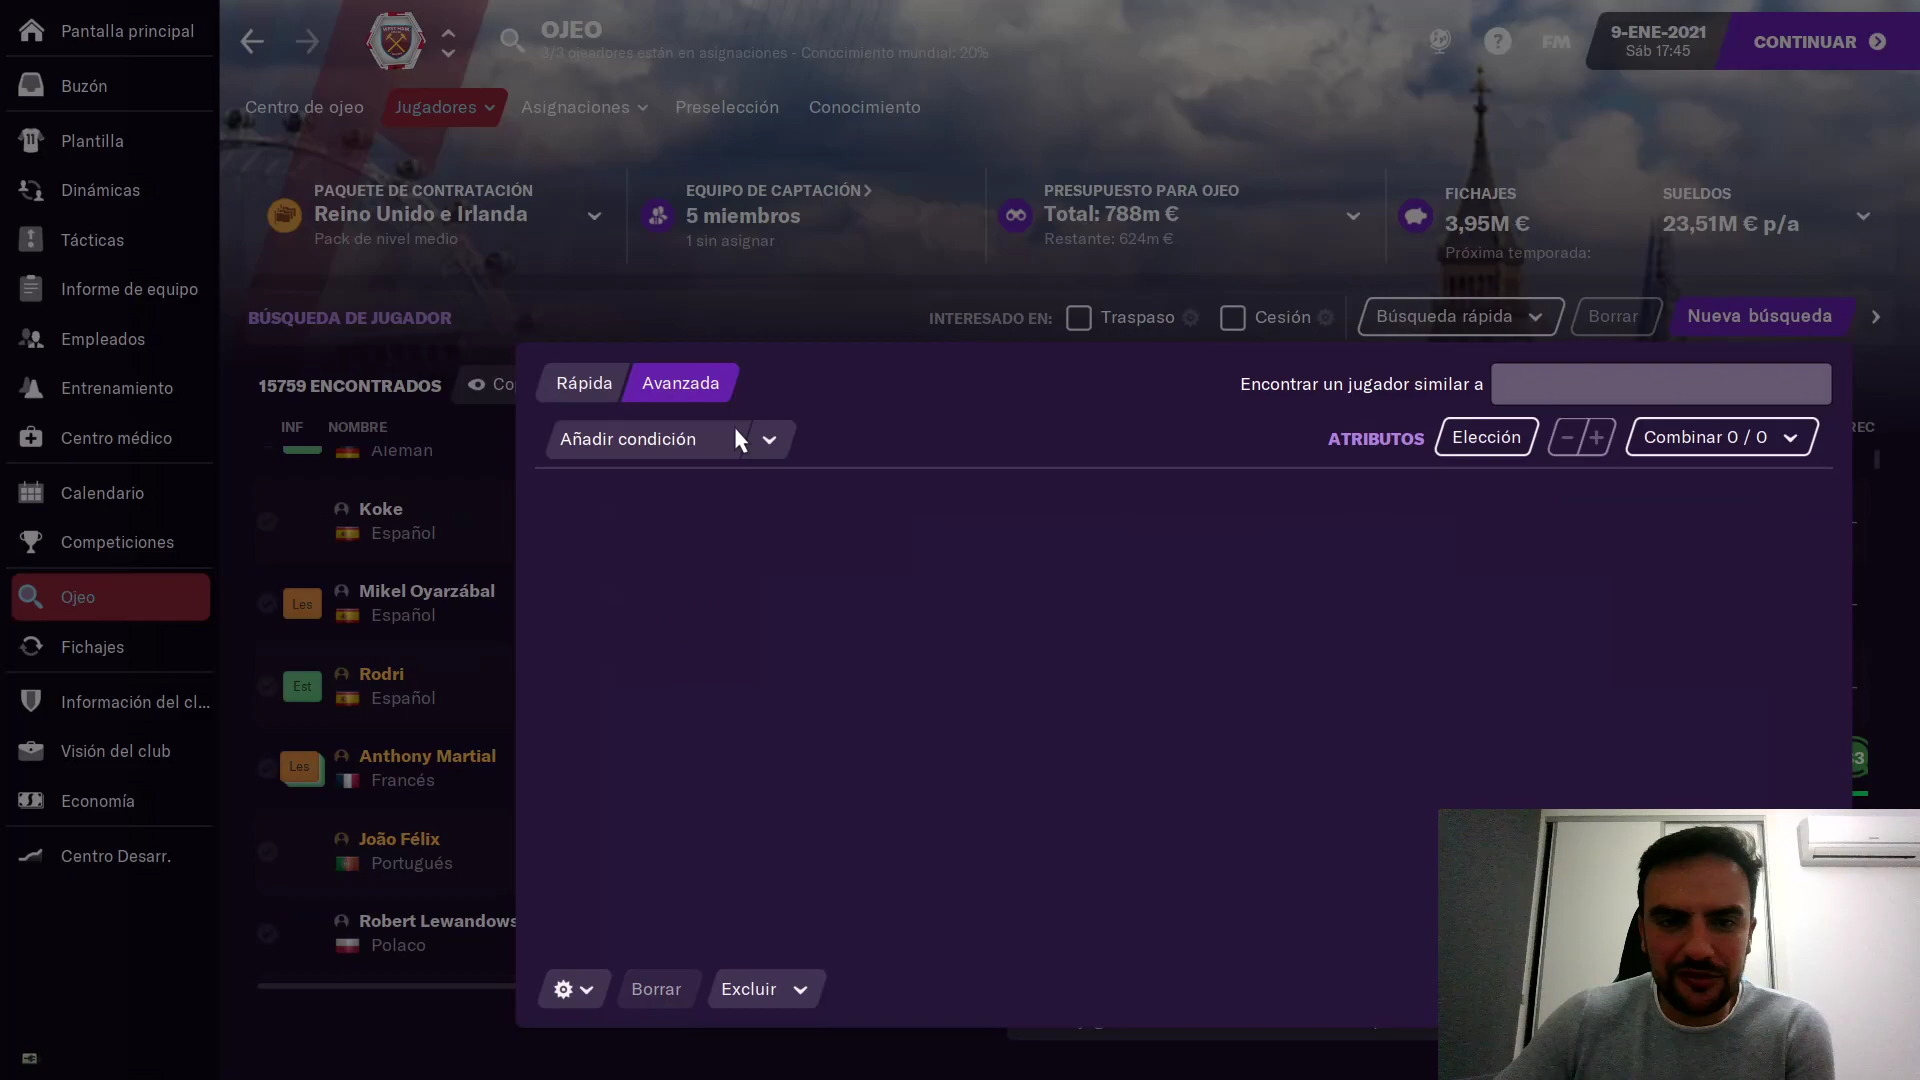 Pantalla principal
Buzón
Plantilla
Dinámicas
Tácticas
Informe de equipo
Empleados
Entrenamiento
Centro médico
Calendario
Competiciones
Ojeo
Fichajes
Información del cl...
Visión del club
Economía
Centro Desarr.
OJEO
3/3 ojeadores están en asignaciones - Conocimiento mundial: 20%
FM
9-ENE-2021
Sáb 17:45
CONTINUAR
Centro de ojeo
Jugadores
Asignaciones
Preselección
Conocimiento
PAQUETE DE CONTRATACIÓN
Reino Unido e Irlanda
Pack de nivel medio
EQUIPO DE CAPTACIÓN
5 miembros
1 sin asignar
PRESUPUESTO PARA OJEO
Total: 788m €
Restante: 624m €
FICHAJES
3,95M €
Próxima temporada:
SUELDOS
23,51M € p/a
BÚSQUEDA DE JUGADOR
INTERESADO EN:
Traspaso
Cesión
Búsqueda rápida
Borrar
Nueva búsqueda
15759 ENCONTRADOS
Co
INF
NOMBRE
REC
Alemán
Koke
Español
Les
Mikel Oyarzábal
Español
Est
Rodri
Español
Les
Anthony Martial
Francés
João Félix
Portugués
Robert Lewandows
Polaco
Rápida
Avanzada
Encontrar un jugador similar a
Añadir condición
ATRIBUTOS
Elección
Combinar 0 / 0
Borrar
Excluir